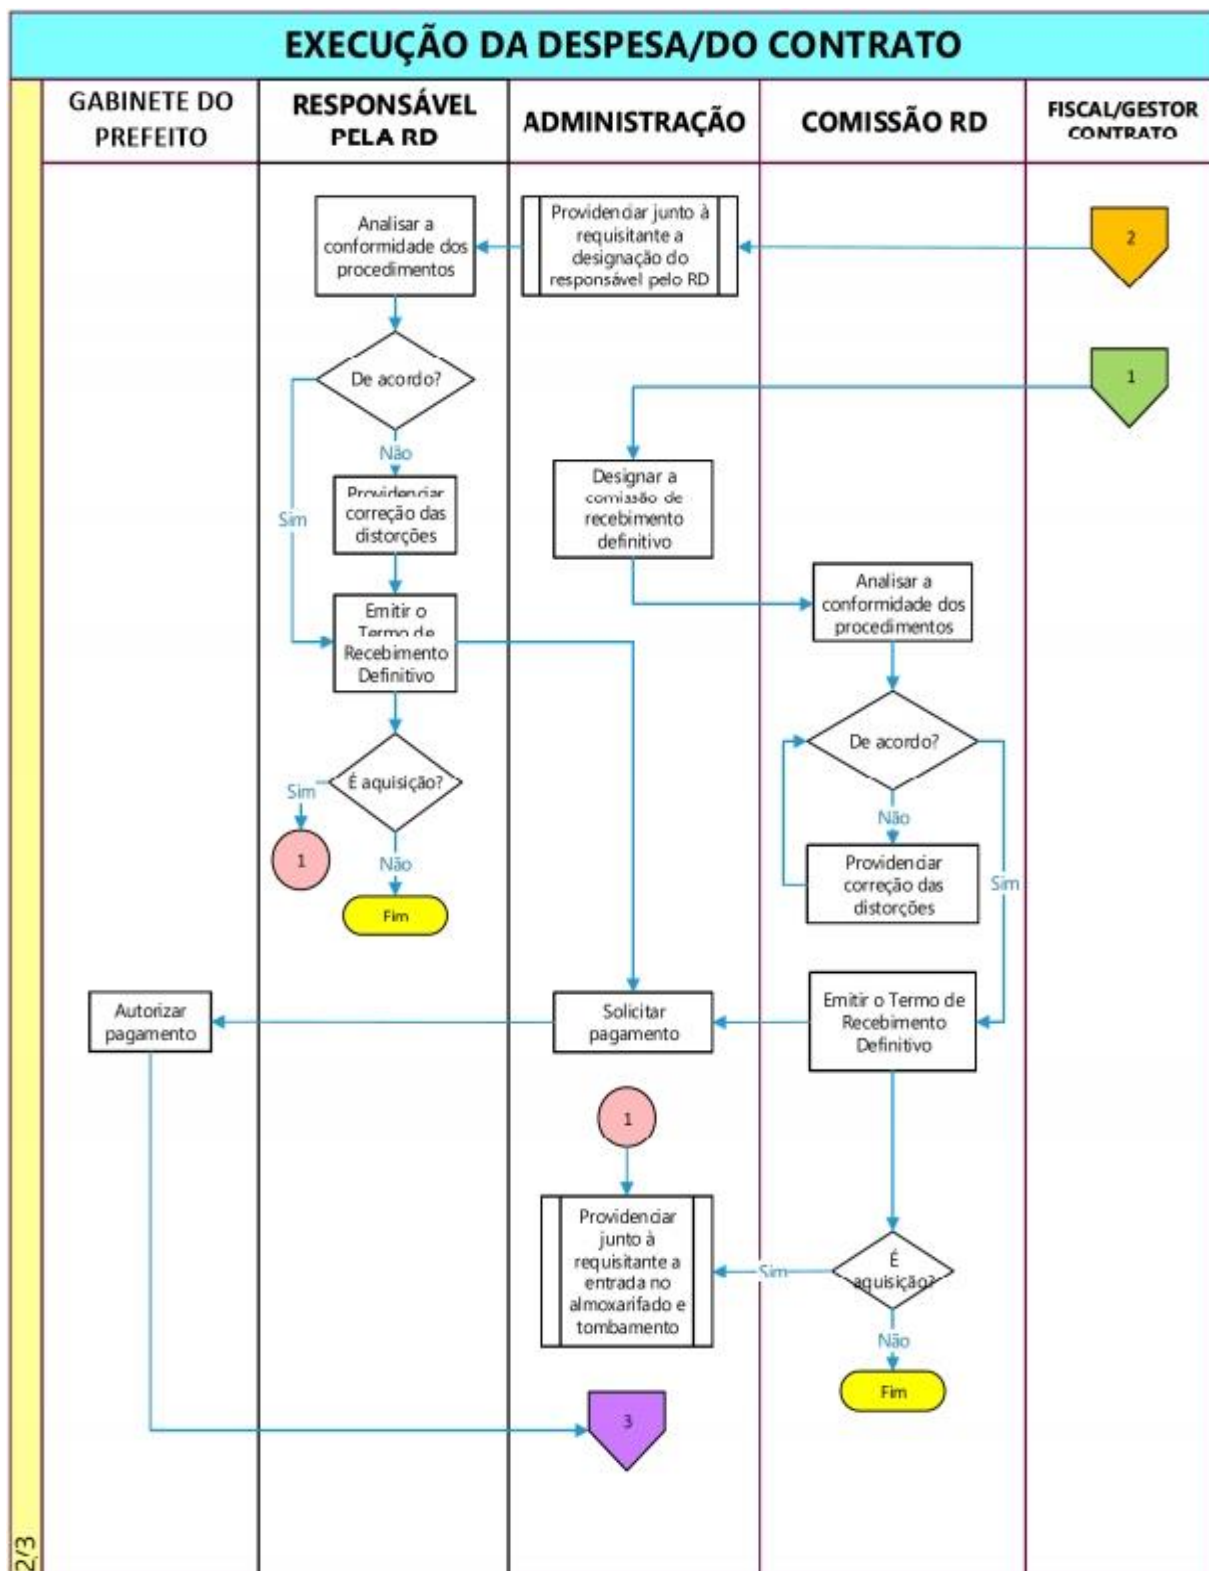 EXECUÇÃO DA DESPESA/DO CONTRATO
GABINETE DO
PREFEITO
RESPONSÁVEL
PELA RD
ADMINISTRAÇÃO
COMISSÃO RD
FISCAL/GESTOR
CONTRATO
Analisar a
conformidade dos
procedimentos
Providenciar junto à
requisitante a
designação do
responsável pelo RD
2
De acordo?
1
Não
Sim
Providenciar
correção das
distorções
Designar a
comissão de
recebimento
definitivo
Analisar a
conformidade dos
procedimentos
Emitir o
Termo de
Recebimento
Definitivo
De acordo?
É aquisição?
Sim
Não
1
Não
Fim
Providenciar
correção das
distorções
Sim
Autorizar
pagamento
Solicitar
pagamento
Emitir o Termo de
Recebimento
Definitivo
1
Providenciar
junto à
requisitante a
entrada no
almoxarifado e
tombamento
Sim
É
aquisição?
Não
Fim
3
2/3